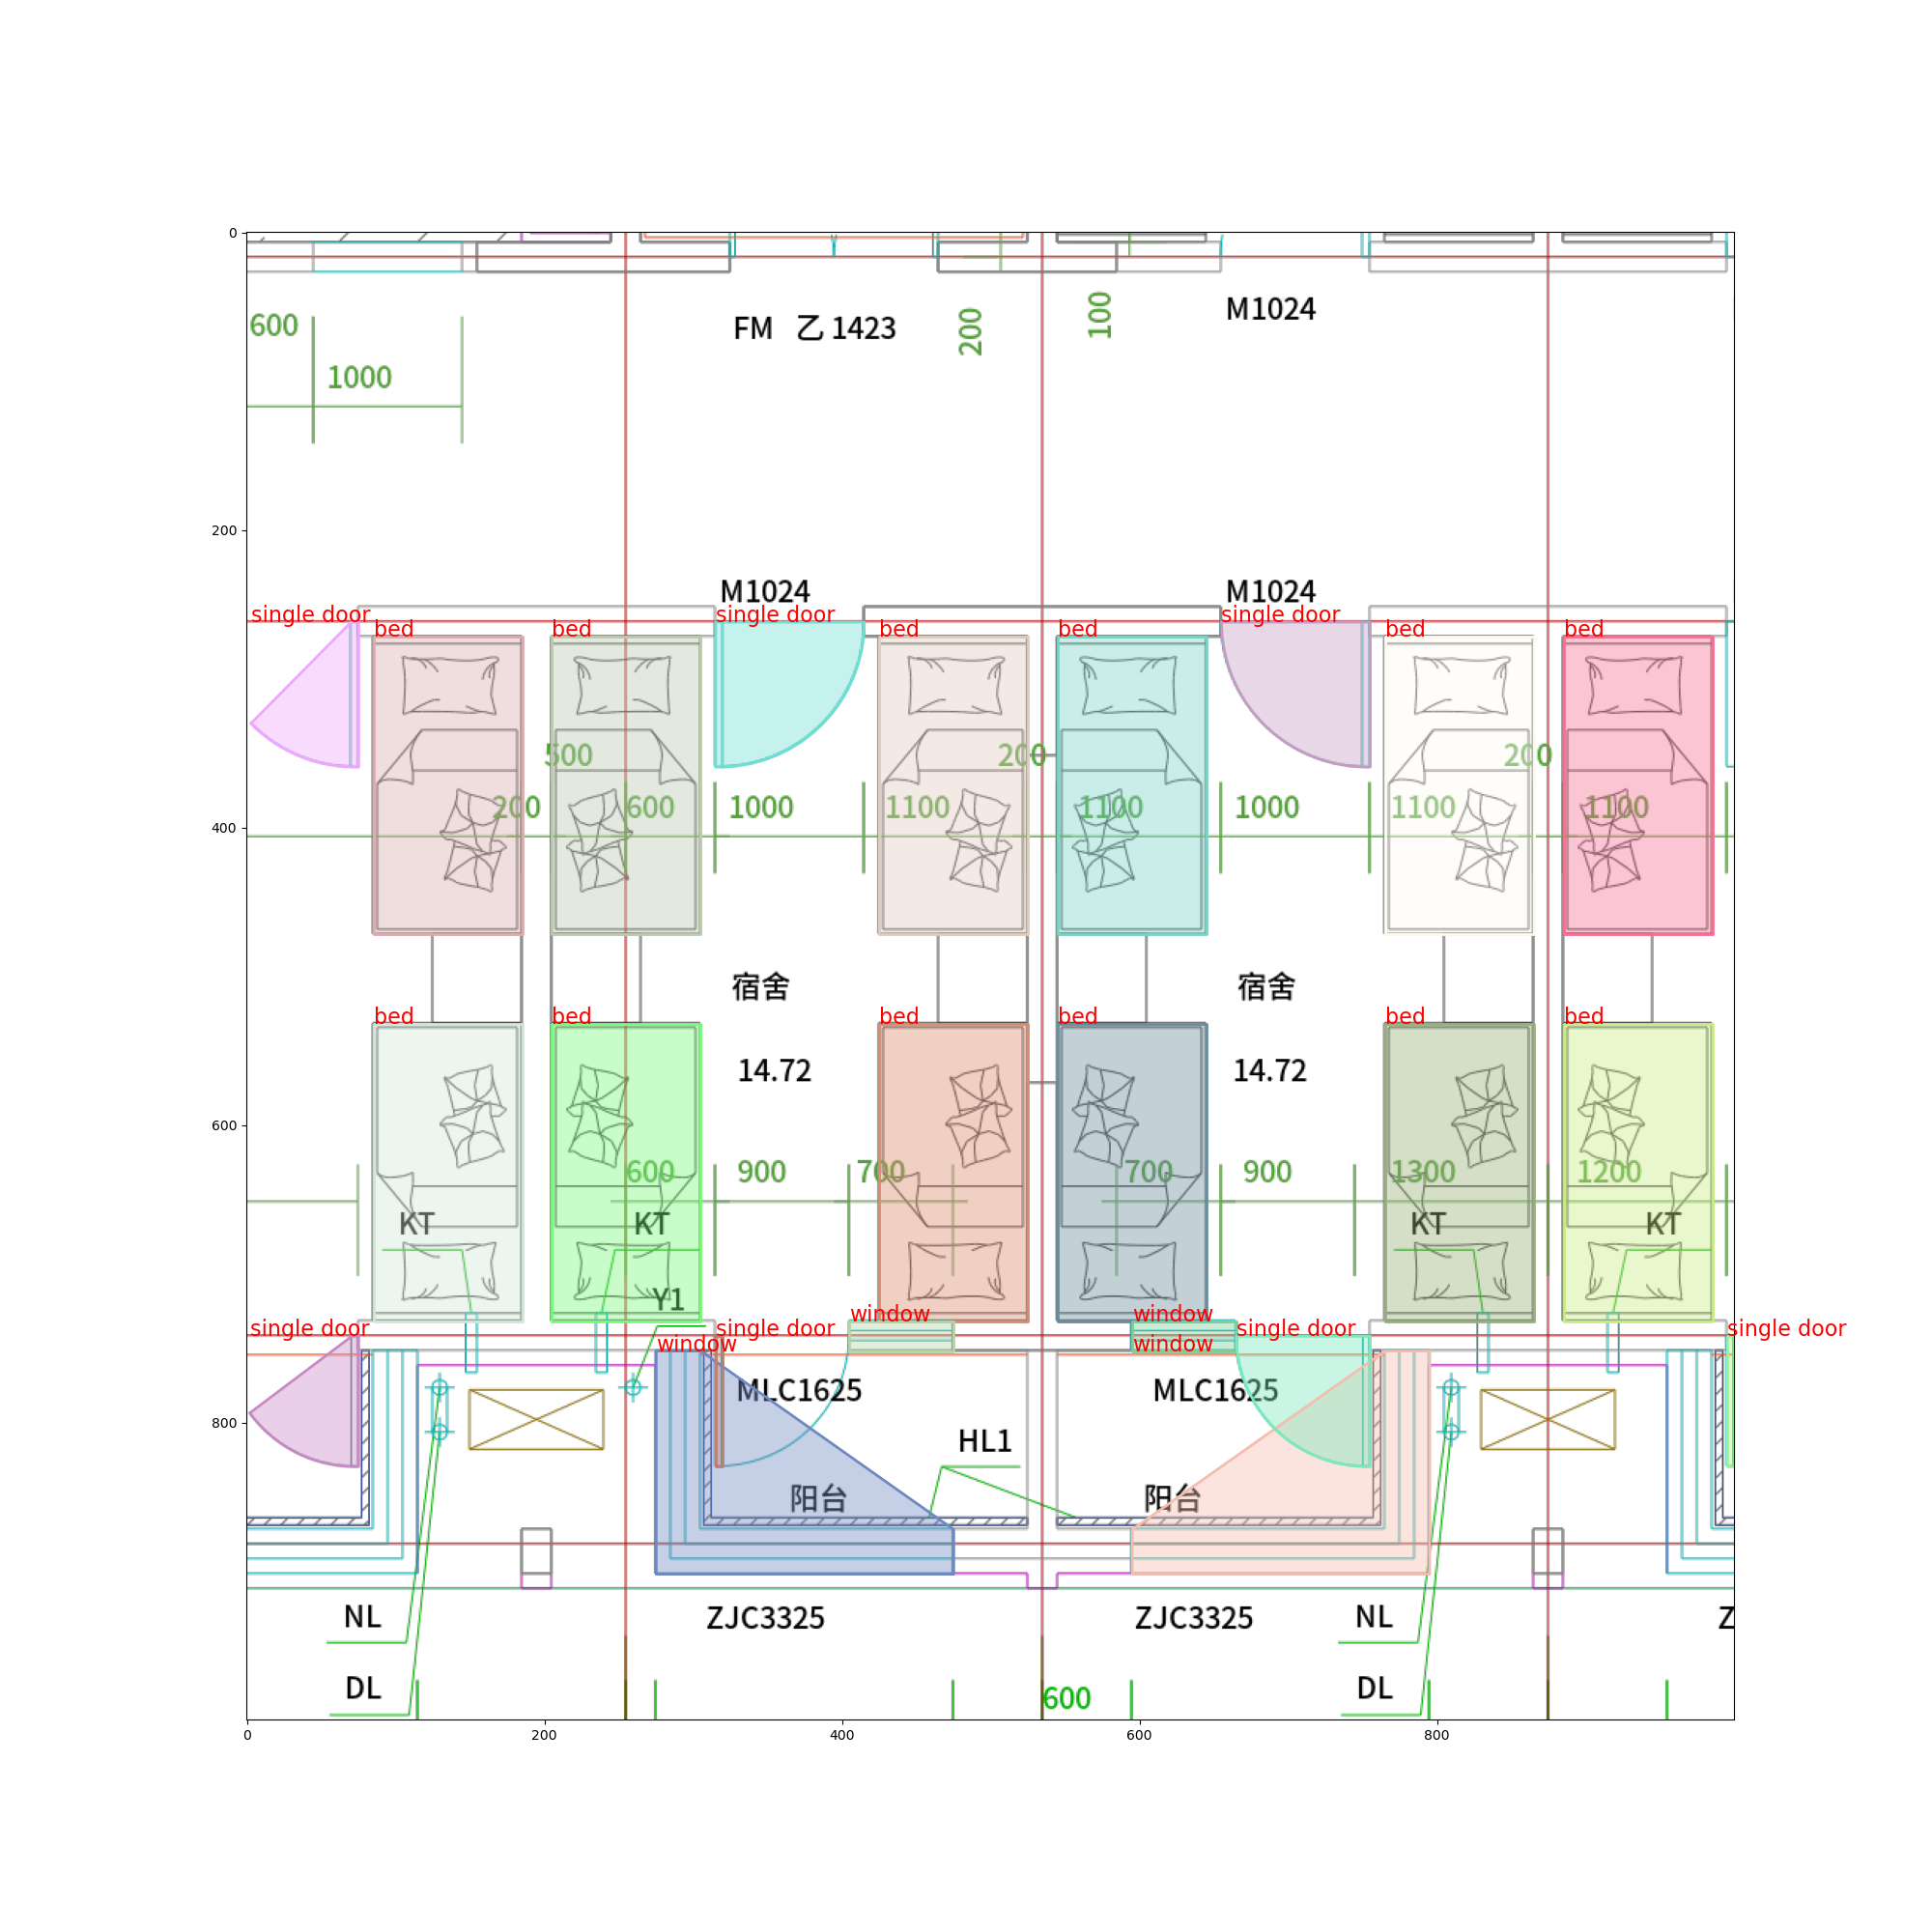 0
600
1000
FM 乙 1423
200
100
M1024
200
M1024
M1024
single door
single door
single door
bed
bed
bed
bed
bed
bed
500
200
200
200
600
1000
1100
1100
1000
1100
1100
400
宿舍
宿舍
bed
bed
bed
bed
bed
bed
14.72
14.72
600
600
900
700
700
900
1300
1200
KT
KT
KT
KT
Y1
window
window
single door
single door
single door
single door
window
window
MLC1625
MLC1625
800
HL1
阳台
阳台
NL
ZJC3325
ZJC3325
NL
Z
DL
600
DL
0
200
400
600
800